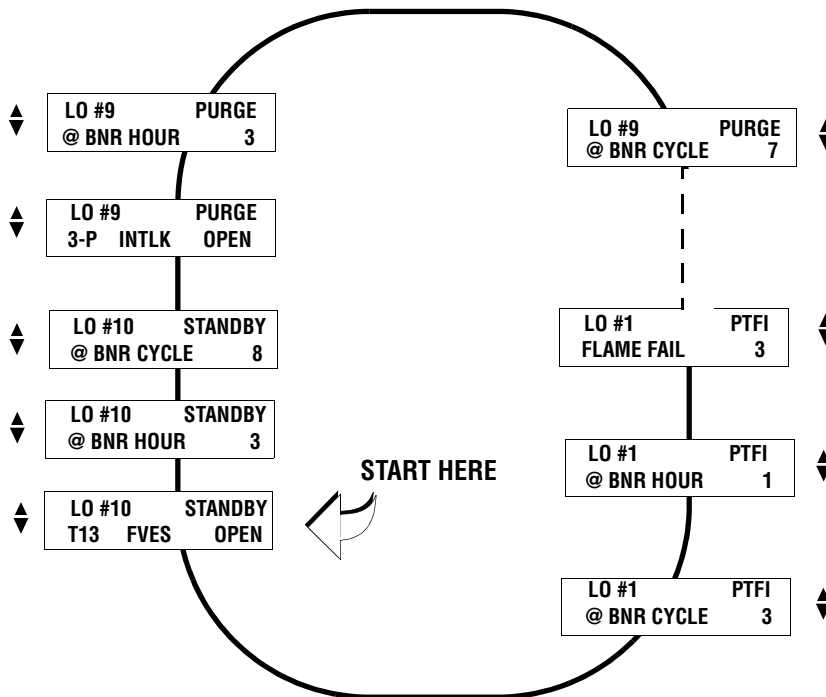 LO #9 PURGE
@ BNR HOUR 3
LO #9 PURGE
3-P INTLK OPEN
LO #10 STANDBY
@ BNR CYCLE 8
LO #10 STANDBY
@ BNR HOUR 3
LO #10 STANDBY
T13 FVES OPEN
START HERE
LO #9 PURGE
@ BNR CYCLE 7
LO #1 PTFI
FLAME FAIL 3
LO #1 PTFI
@ BNR HOUR 1
LO #1 PTFI
@ BNR CYCLE 3